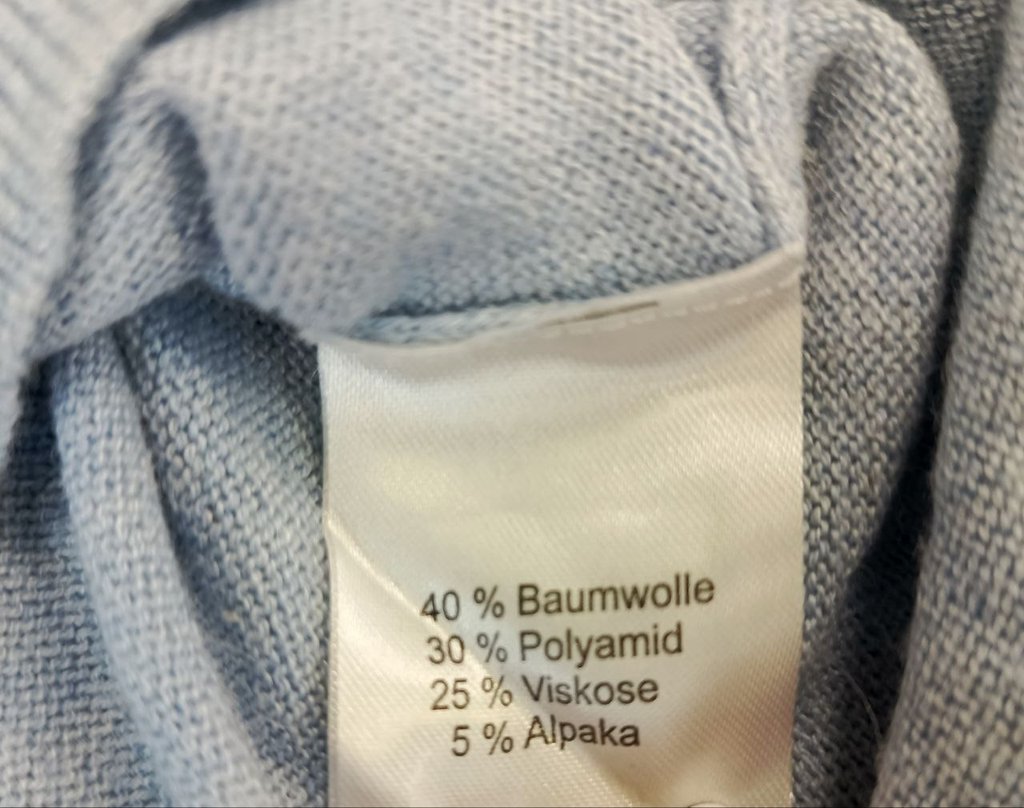 40 % Baumwolle
30 % Polyamid
25 % Viskose
5 % Alpaka